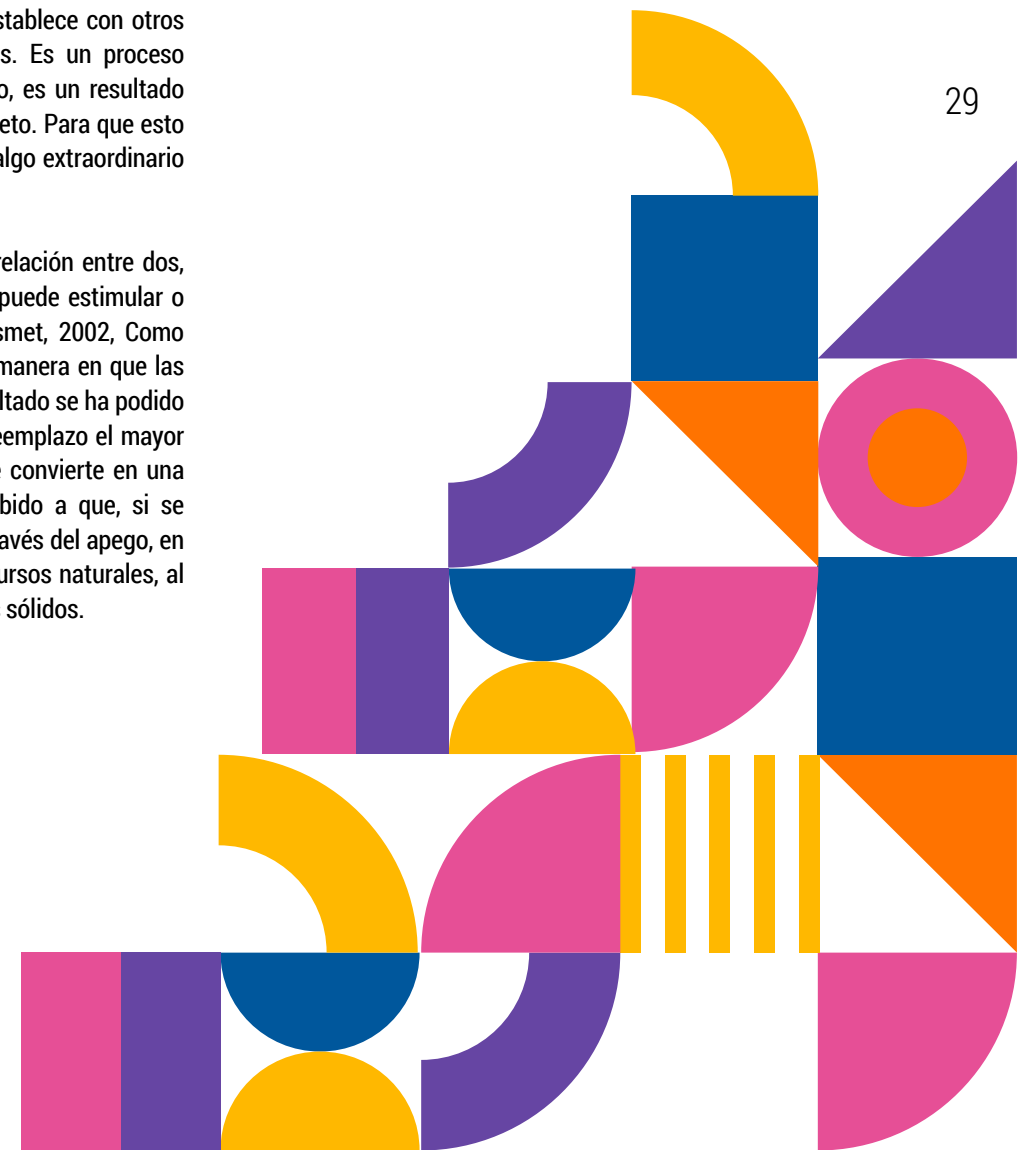 stablece con otros
s. Es un proceso
o, es un resultado
eto. Para que esto
algo extraordinario
relación entre dos,
puede estimular o
smet, 2002, Como
manera en que las
ltado se ha podido
eemplazo el mayor
e convierte en una
bido a que, si se
avés del apego, en
ursos naturales, al
s sólidos.
29